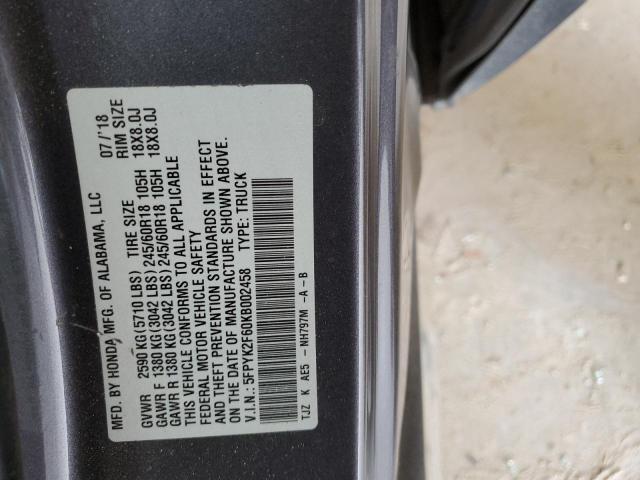 MFD. BY HONDA MFG. OF ALABAMA, LLC 07/'18
GVWR 2590 KG(5710 LBS) TIRE SIZE RIM SIZE
GAWR F 1380 KG(3042 LBS) 245/60R18 105H 18X8.0J
GAWR R 1380 KG(3042 LBS) 245/60R18 105H 18X8.0J
THIS VEHICLE CONFORMS TO ALL APPLICABLE
FEDERAL MOTOR VEHICLE SAFETY
AND THEFT PREVENTION STANDARDS IN EFFECT
ON THE DATE OF MANUFACTURE SHOWN ABOVE.
V.I.N.: 5FPYK2F60KB002458 TYPE: TRUCK
TJZ K AE5 - NH797M -A - B